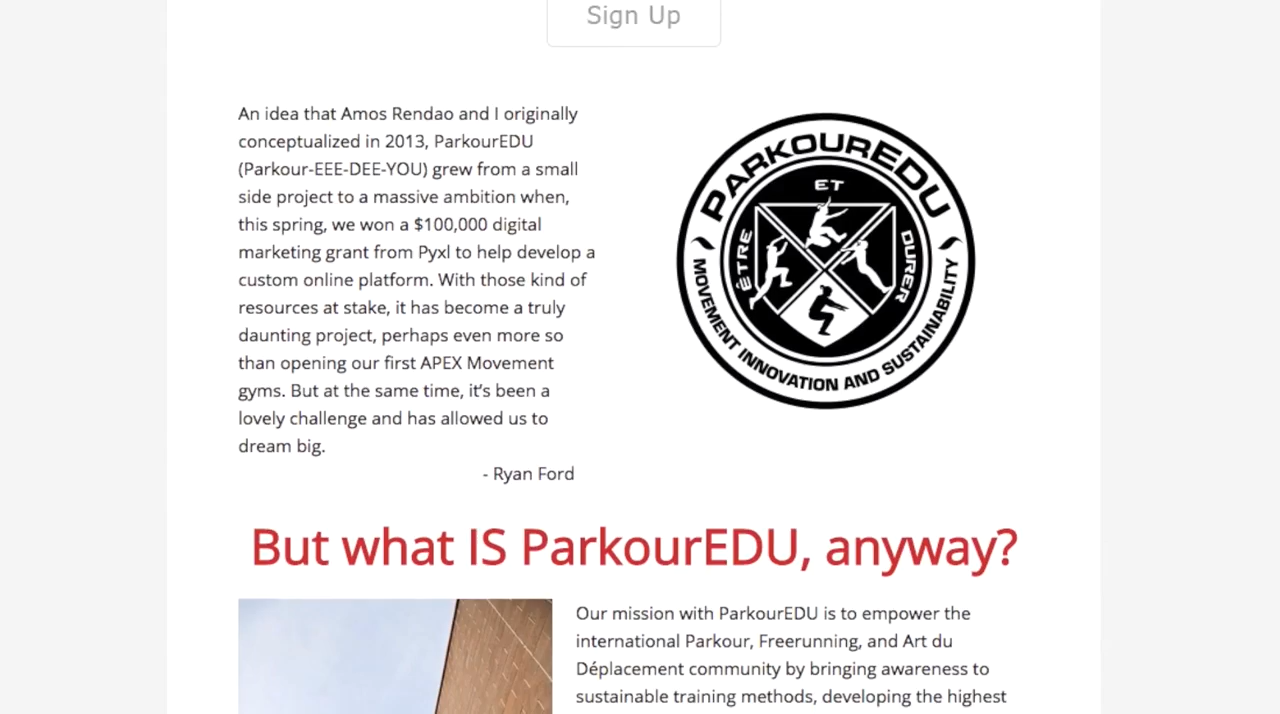 Sign Up
An idea that Amos Rendao and I originally
conceptualized in 2013, ParkourEDU
(Parkour-EEE-DEE-YOU) grew from a small
side project to a massive ambition when,
this spring, we won a $100,000 digital
marketing grant from Pyxl to help develop a
custom online platform. With those kind of
resources at stake, it has become a truly
daunting project, perhaps even more so
than opening our first APEX Movement
gyms. But at the same time, it’s been a
lovely challenge and has allowed us to
dream big.
- Ryan Ford
PARKOUREDU
ÊTRE
ET
DURER
MOVEMENT INNOVATION AND SUSTAINABILITY
But what IS ParkourEDU, anyway?
Our mission with ParkourEDU is to empower the
international Parkour, Freerunning, and Art du
Déplacement community by bringing awareness to
sustainable training methods, developing the highest